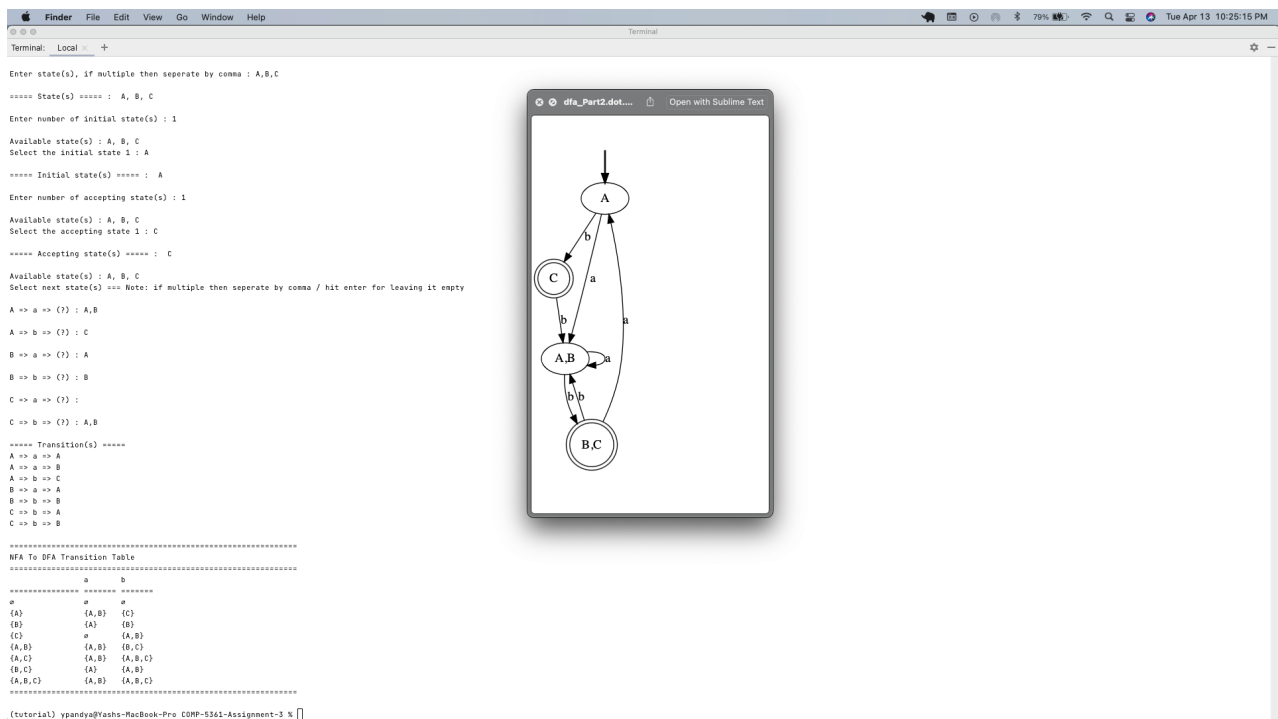 Finder File Edit View Go Window Help 79% Tue Apr 13 10:25:15 PM
Terminal
Terminal: Local × +
Enter state(s), if multiple then seperate by comma : A,B,C
===== State(s) ===== : A, B, C
Enter number of initial state(s) : 1
Available state(s) : A, B, C
Select the initial state 1 : A
===== Initial state(s) ===== : A
Enter number of accepting state(s) : 1
Available state(s) : A, B, C
Select the accepting state 1 : C
===== Accepting state(s) ===== : C
Available state(s) : A, B, C
Select next state(s) === Note: if multiple then seperate by comma / hit enter for leaving it empty
A => a => (?) : A,B
A => b => (?) : C
B => a => (?) : A
B => b => (?) : B
C => a => (?) :
C => b => (?) : A,B
===== Transition(s) =====
A => a => A
A => a => B
A => b => C
B => a => A
B => b => B
C => b => A
C => b => B
==============================================================
NFA To DFA Transition Table
==============================================================
a b
=============== ======= =======
ø ø ø
{A} {A,B} {C}
{B} {A} {B}
{C} ø {A,B}
{A,B} {A,B} {B,C}
{A,C} {A,B} {A,B,C}
{B,C} {A} {A,B}
{A,B,C} {A,B} {A,B,C}
==============================================================
(tutorial) ypandya@Yashs-MacBook-Pro COMP-5361-Assignment-3 %
dfa_Part2.dot.... Open with Sublime Text
A
b
C
a
b
a
A,B
a
b b
B,C